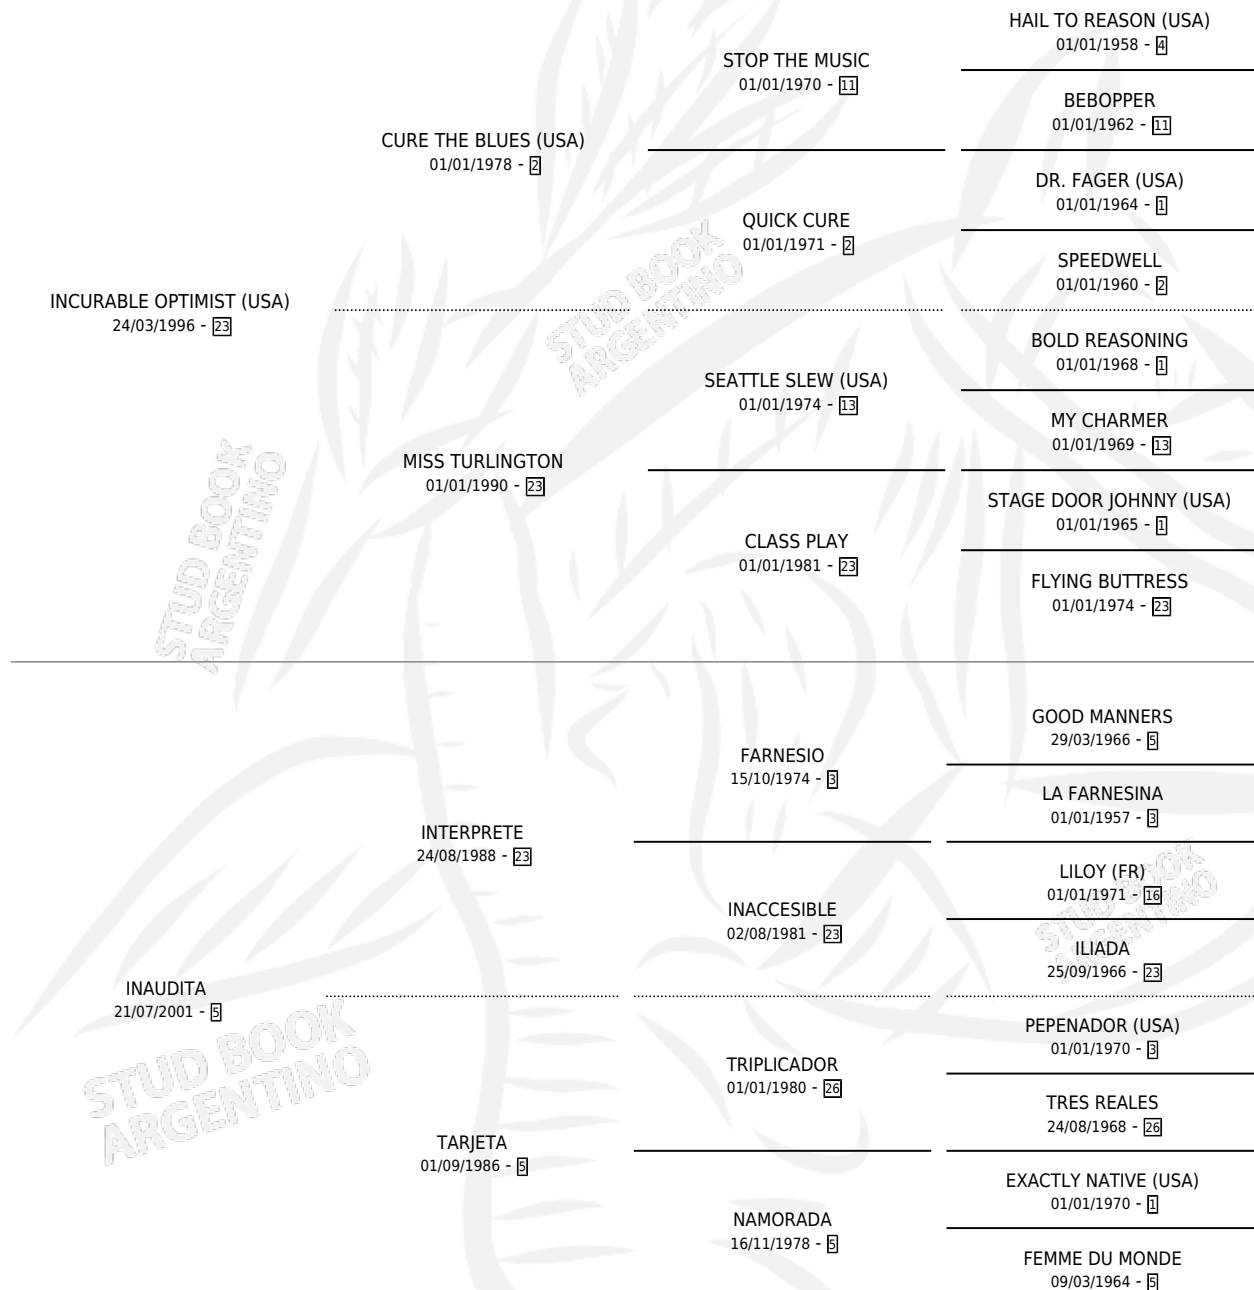 HAIL TO REASON (USA)
01/01/1958 - 4
STOP THE MUSIC
01/01/1970 - 11
BEBOPPER
01/01/1962 - 11
CURE THE BLUES (USA)
01/01/1978 - 2
DR. FAGER (USA)
01/01/1964 - 1
QUICK CURE
01/01/1971 - 2
SPEEDWELL
01/01/1960 - 2
INCURABLE OPTIMIST (USA)
24/03/1996 - 23
BOLD REASONING
01/01/1968 - 1
SEATTLE SLEW (USA)
01/01/1974 - 13
MY CHARMER
01/01/1969 - 13
MISS TURLINGTON
01/01/1990 - 23
STAGE DOOR JOHNNY (USA)
01/01/1965 - 1
CLASS PLAY
01/01/1981 - 23
FLYING BUTTRESS
01/01/1974 - 23
GOOD MANNERS
29/03/1966 - 5
FARNESIO
15/10/1974 - 3
LA FARNESINA
01/01/1957 - 3
INTERPRETE
24/08/1988 - 23
LILOY (FR)
01/01/1971 - 16
INACCESIBLE
02/08/1981 - 23
ILIADA
25/09/1966 - 23
INAUDITA
21/07/2001 - 5
PEPENADOR (USA)
01/01/1970 - 3
TRIPLICADOR
01/01/1980 - 26
TRES REALES
24/08/1968 - 26
TARJETA
01/09/1986 - 5
EXACTLY NATIVE (USA)
01/01/1970 - 1
NAMORADA
16/11/1978 - 5
FEMME DU MONDE
09/03/1964 - 5
STUD BOOK
ARGENTINO
STUD BOOK
ARGENTINO
STUD BOOK
ARGENTINO
STUD BOOK
ARGENTINO